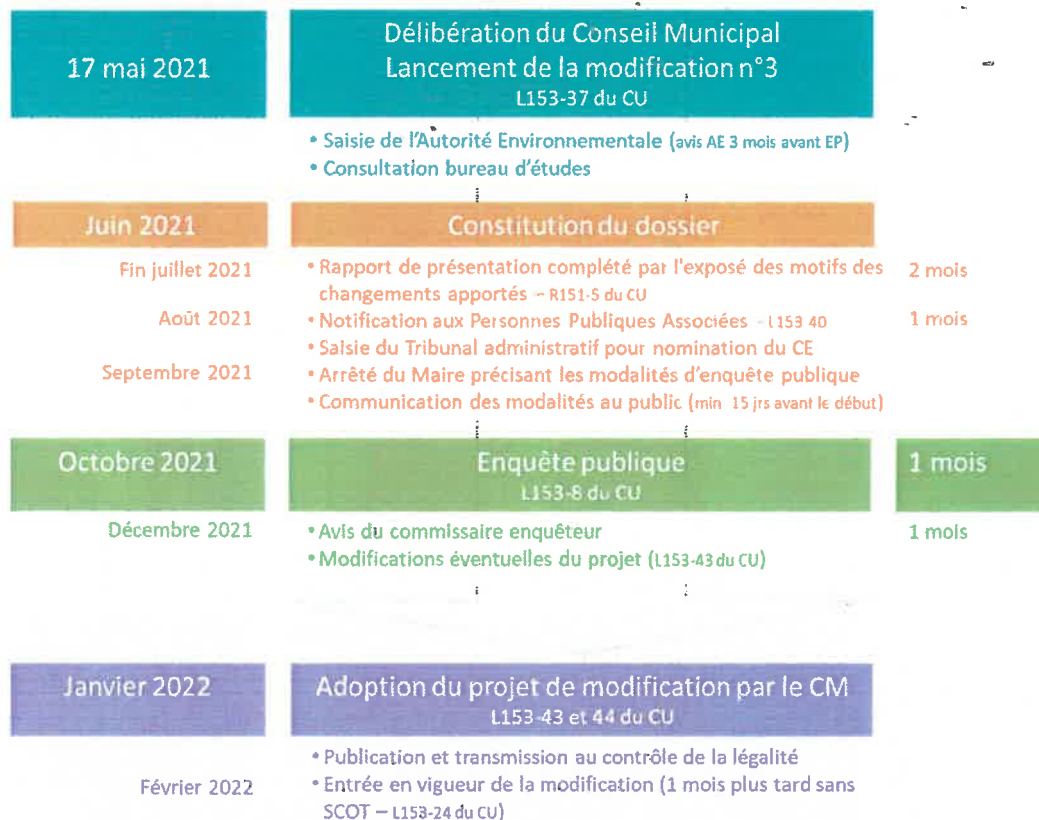 17 mai 2021
Délibération du Conseil Municipal
Lancement de la modification n°3
L153-37 du CU
• Saisie de l'Autorité Environnementale (avis AE 3 mois avant EP)
• Consultation bureau d'études
Juin 2021
Constitution du dossier
Fin juillet 2021
• Rapport de présentation complété par l'exposé des motifs des
changements apportés – R151-5 du CU
2 mois
Août 2021
• Notification aux Personnes Publiques Associées - L153 40
1 mois
• Saisie du Tribunal administratif pour nomination du CE
Septembre 2021
• Arrêté du Maire précisant les modalités d'enquête publique
• Communication des modalités au public (min 15 jrs avant le début)
Octobre 2021
Enquête publique
L153-8 du CU
1 mois
Décembre 2021
• Avis du commissaire enquêteur
1 mois
• Modifications éventuelles du projet (L153-43 du CU)
Janvier 2022
Adoption du projet de modification par le CM
L153-43 et 44 du CU
• Publication et transmission au contrôle de la légalité
Février 2022
• Entrée en vigueur de la modification (1 mois plus tard sans
SCOT – L153-24 du CU)